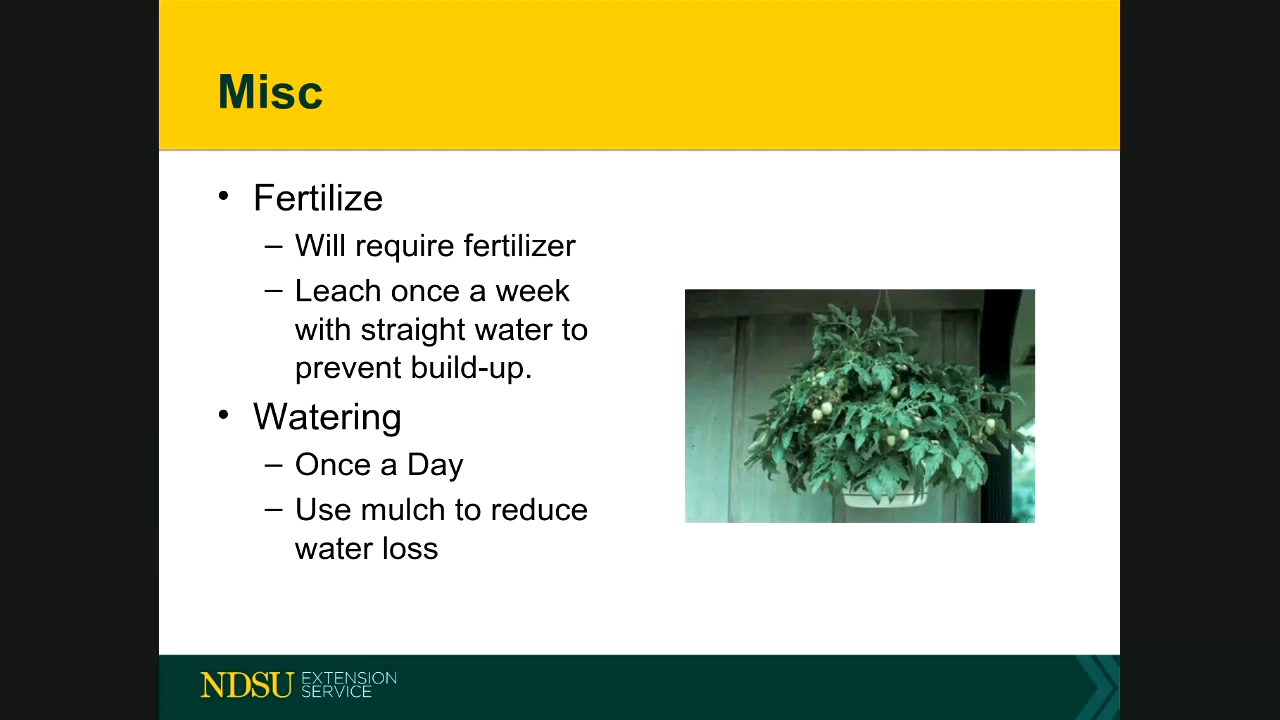 Misc
• Fertilize
– Will require fertilizer
– Leach once a week
with straight water to
prevent build-up.
• Watering
– Once a Day
– Use mulch to reduce
water loss
NDSU EXTENSION
SERVICE